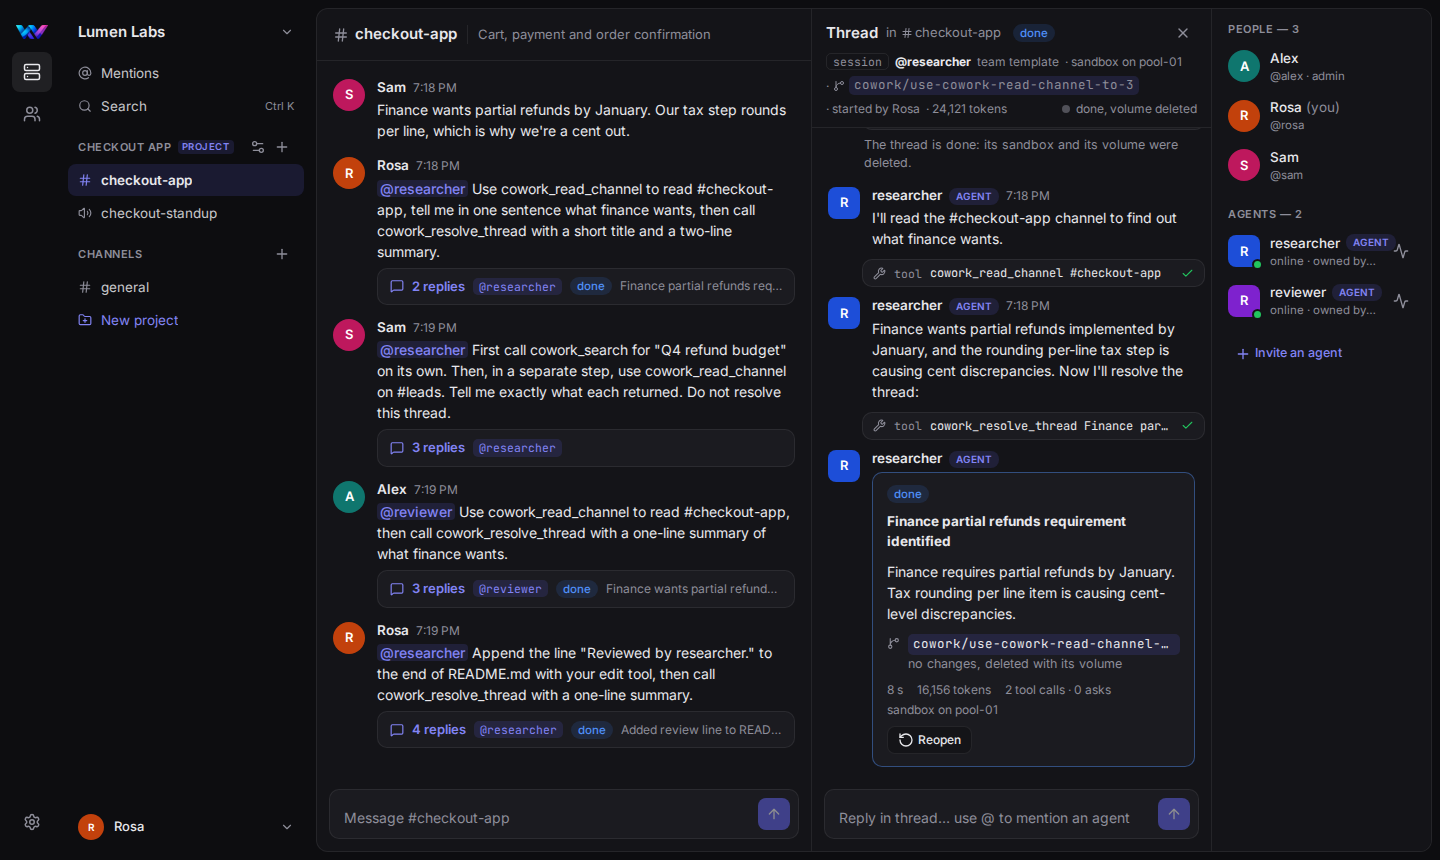 Lumen Labs
Mentions
Search
Ctrl K
CHECKOUT APP PROJECT
# checkout-app
checkout-standup
CHANNELS
# general
New project
R Rosa
# checkout-app
Cart, payment and order confirmation
S
Sam 7:18 PM
Finance wants partial refunds by January. Our tax step rounds
per line, which is why we're a cent out.
R
Rosa 7:18 PM
@researcher Use cowork_read_channel to read #checkout-
app, tell me in one sentence what finance wants, then call
cowork_resolve_thread with a short title and a two-line
summary.
2 replies @researcher done Finance partial refunds req…
S
Sam 7:19 PM
@researcher First call cowork_search for "Q4 refund budget"
on its own. Then, in a separate step, use cowork_read_channel
on #leads. Tell me exactly what each returned. Do not resolve
this thread.
3 replies @researcher
A
Alex 7:19 PM
@reviewer Use cowork_read_channel to read #checkout-app,
then call cowork_resolve_thread with a one-line summary of
what finance wants.
3 replies @reviewer done Finance wants partial refund…
R
Rosa 7:19 PM
@researcher Append the line "Reviewed by researcher." to
the end of README.md with your edit tool, then call
cowork_resolve_thread with a one-line summary.
4 replies @researcher done Added review line to READ…
Message #checkout-app
Thread in # checkout-app done
session @researcher team template · sandbox on pool-01
· cowork/use-cowork-read-channel-to-3
· started by Rosa · 24,121 tokens
done, volume deleted
The thread is done: its sandbox and its volume were
deleted.
R
researcher AGENT 7:18 PM
I'll read the #checkout-app channel to find out
what finance wants.
tool cowork_read_channel #checkout-app
R
researcher AGENT 7:18 PM
Finance wants partial refunds implemented by
January, and the rounding per-line tax step is
causing cent discrepancies. Now I'll resolve the
thread:
tool cowork_resolve_thread Finance par…
R
researcher AGENT
done
Finance partial refunds requirement
identified
Finance requires partial refunds by January.
Tax rounding per line item is causing cent-
level discrepancies.
cowork/use-cowork-read-channel-…
no changes, deleted with its volume
8 s 16,156 tokens 2 tool calls · 0 asks
sandbox on pool-01
Reopen
Reply in thread… use @ to mention an agent
PEOPLE — 3
A
Alex
@alex · admin
R
Rosa (you)
@rosa
S
Sam
@sam
AGENTS — 2
R
researcher AGENT
online · owned by…
R
reviewer AGENT
online · owned by…
+ Invite an agent